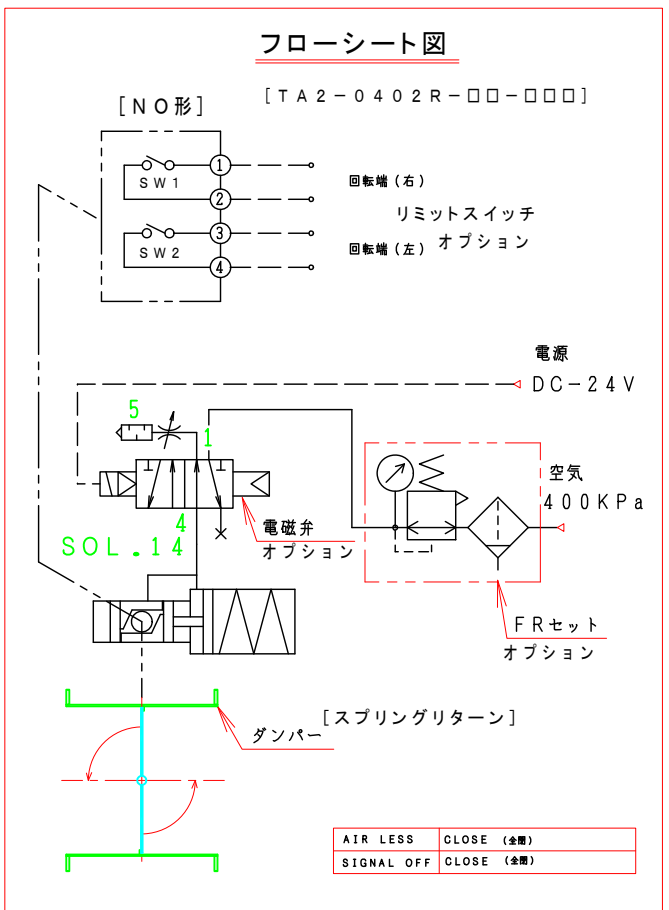 フローシート図
[TA2-0402R-□□-□□□]
[NO形]
1
SW1
2
回転端(右)
リミットスイッチ
オプション
3
SW2
回転端(左)
4
電源
DC-24V
5
1
空気
400KPa
4
SOL.14
電磁弁
オプション
FRセット
オプション
[スプリングリターン]
ダンパー
AIR LESS CLOSE (全閉)
SIGNAL OFF CLOSE (全閉)